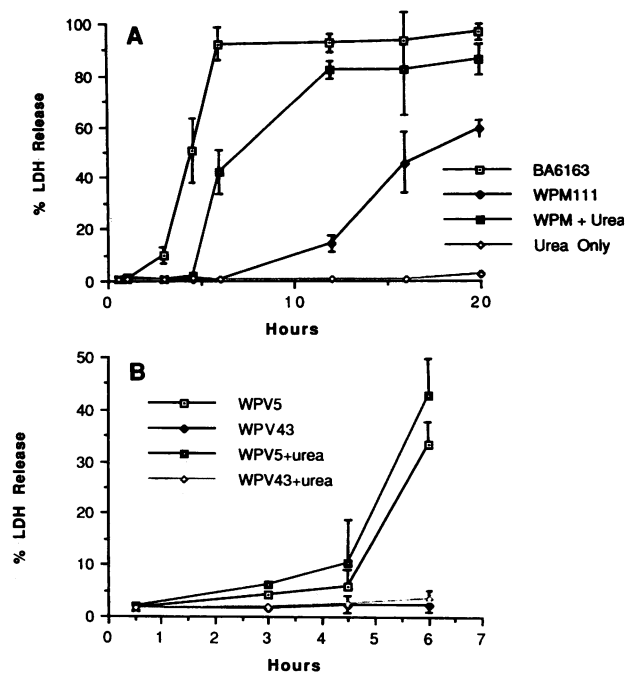 A
100
80
60
40
20
0
% LDH Release
0
10
20
Hours
BA6163
WPM111
WPM + Urea
Urea Only
B
50
40
30
20
10
0
% LDH Release
0 1 2 3 4 5 6 7
Hours
WPV5
WPV43
WPV5+urea
WPV43+urea